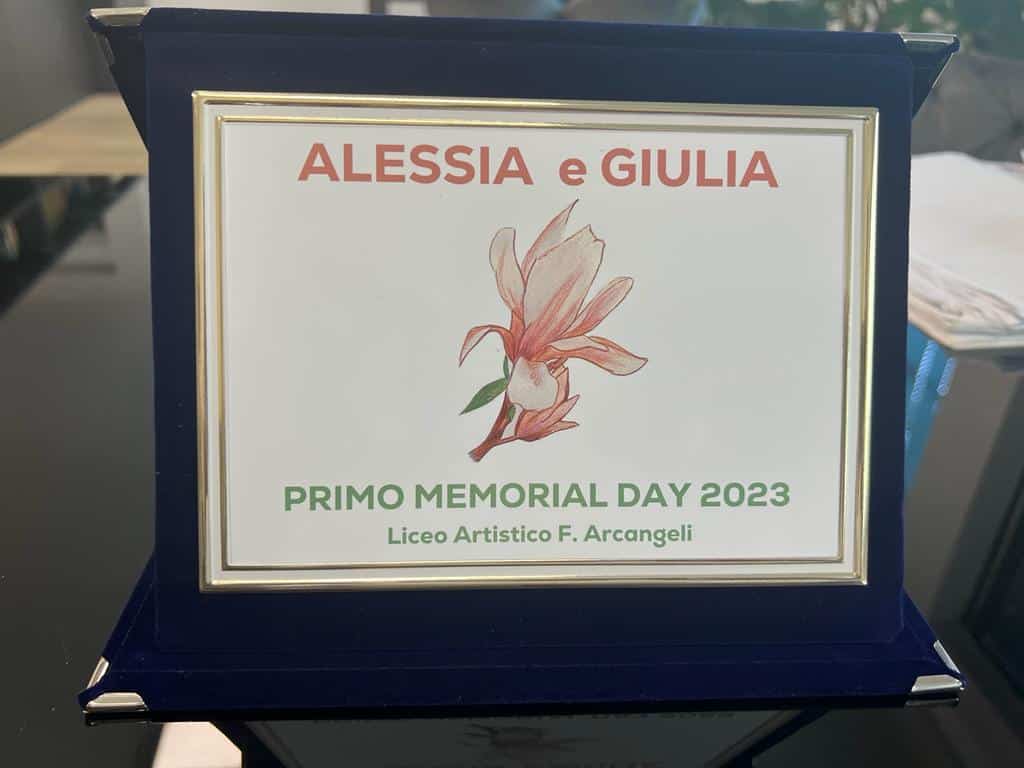 ALESSIA e GIULIA
PRIMO MEMORIAL DAY 2023
Liceo Artistico F. Arcangeli